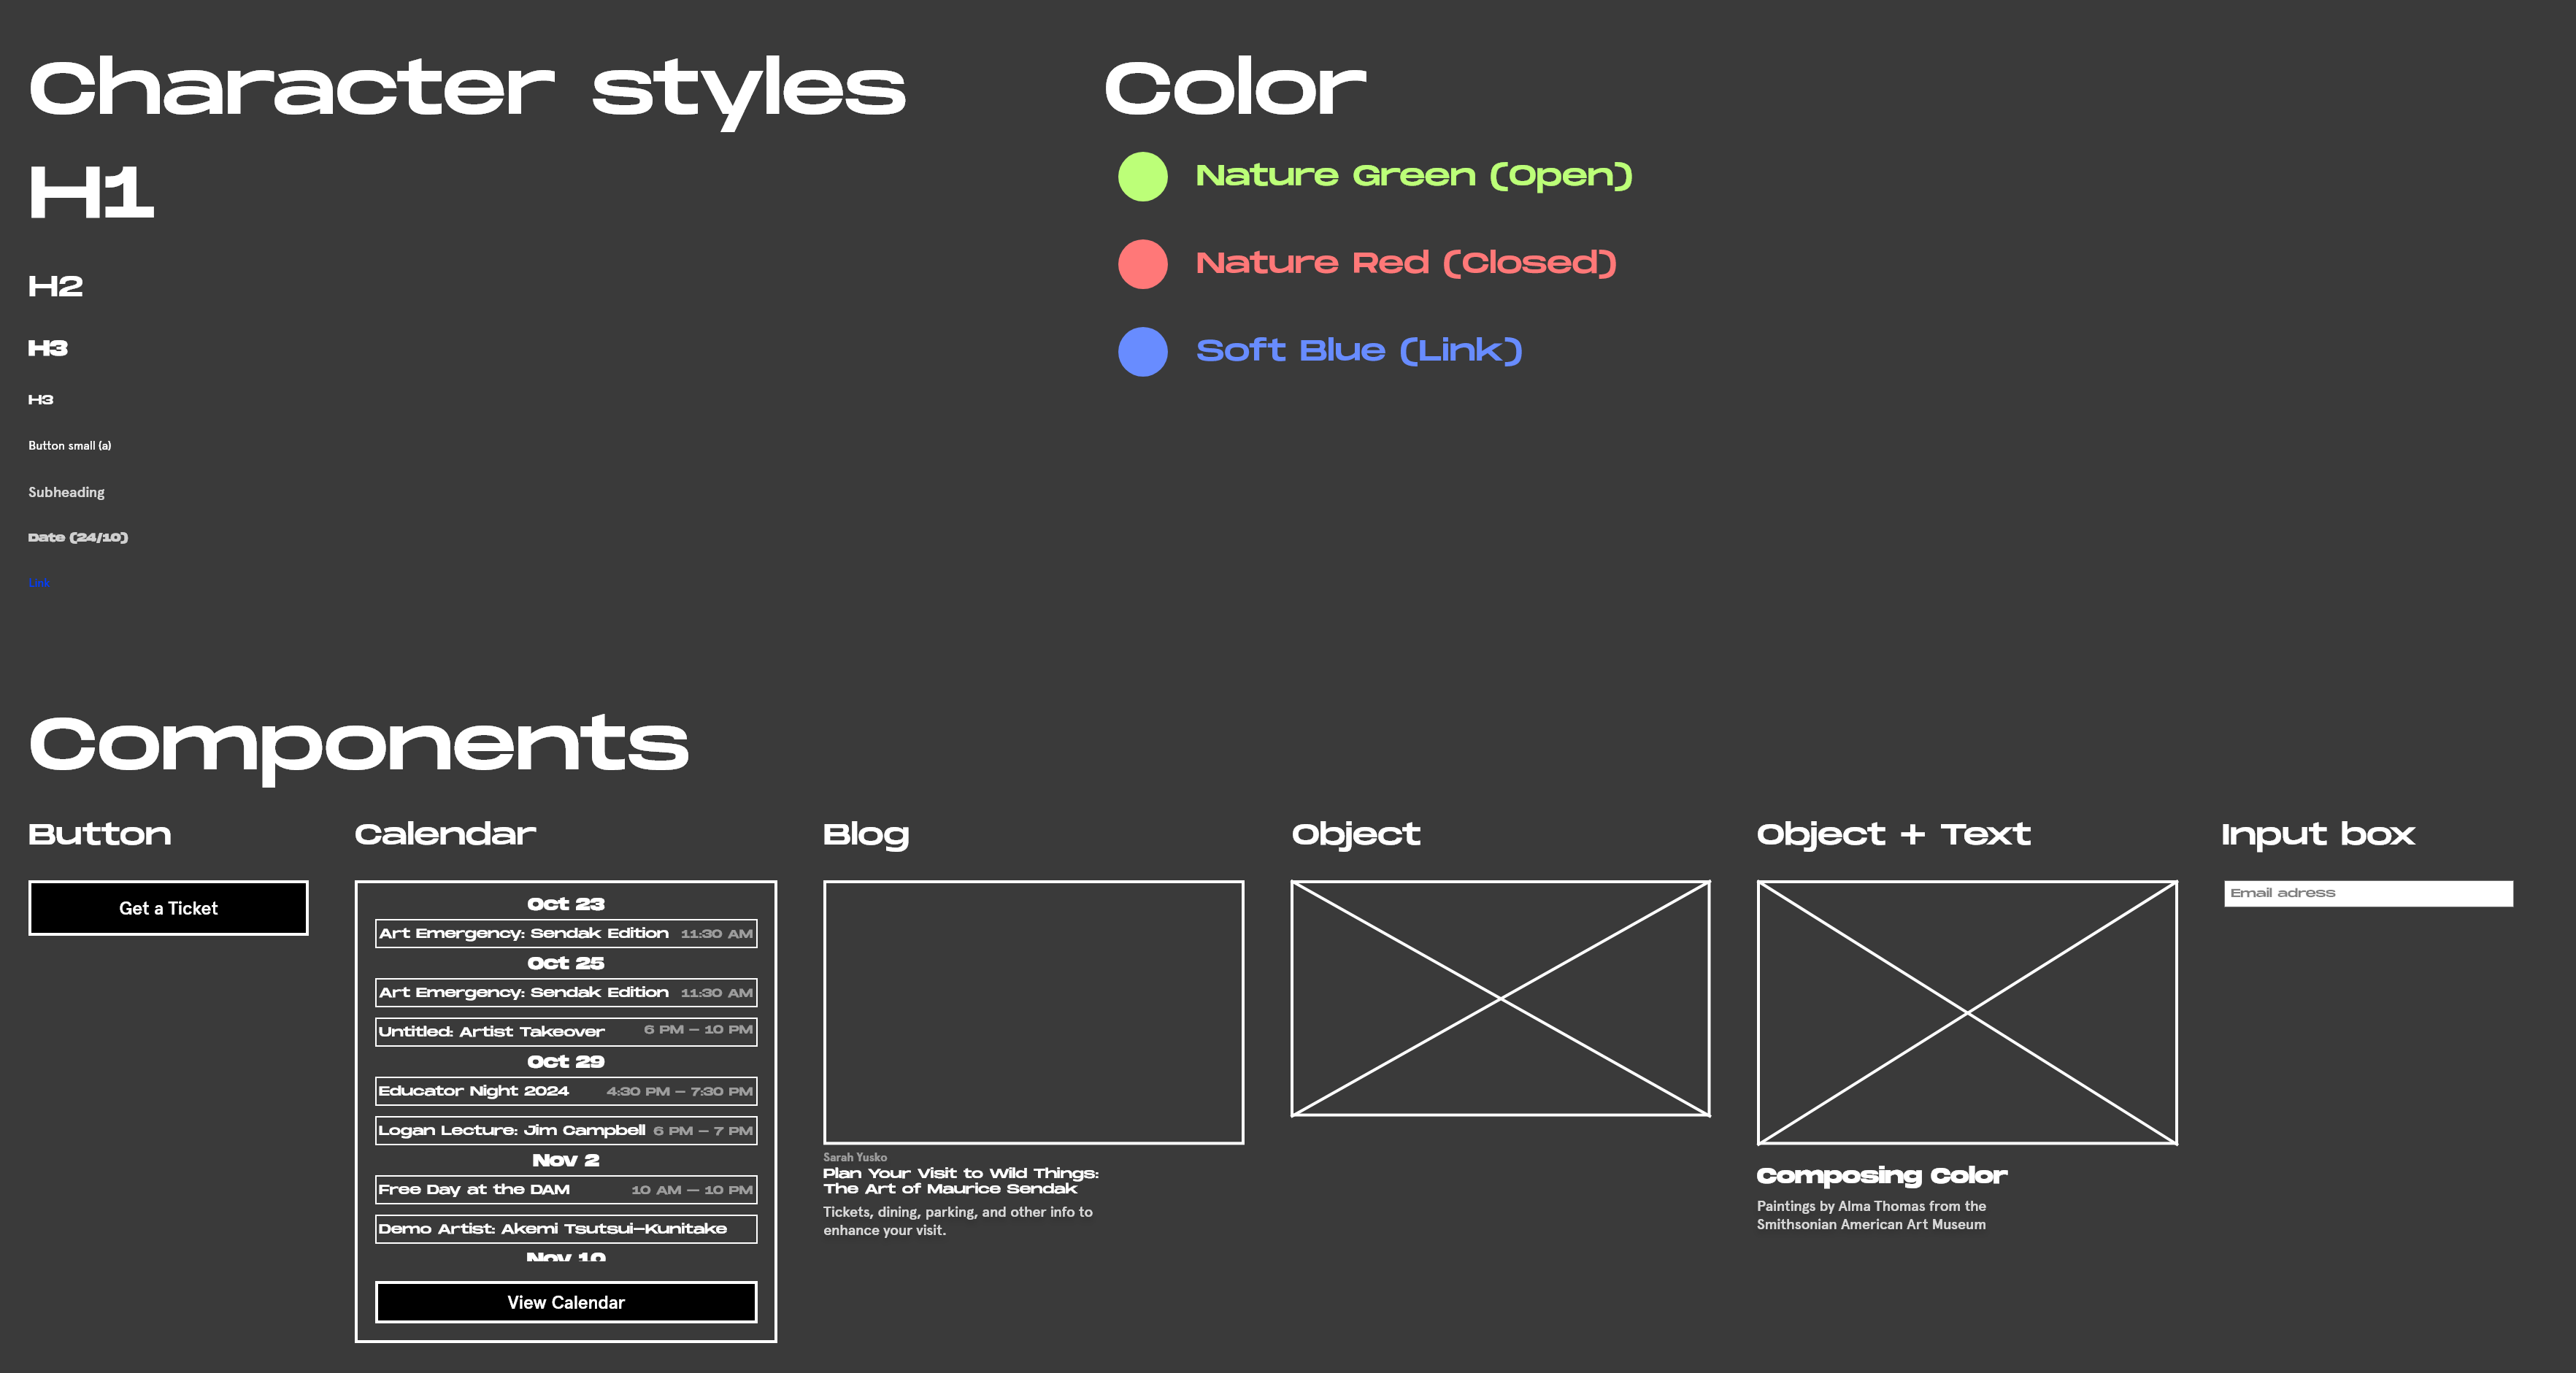 Character styles
H1
H2
H3
H3
Button small (a)
Subheading
Date (24/10)
Link
Color
Nature Green (Open)
Nature Red (Closed)
Soft Blue (Link)
Components
Button
Get a Ticket
Calendar
Oct 23
Art Emergency: Sendak Edition 11:30 AM
Oct 25
Art Emergency: Sendak Edition 11:30 AM
Untitled: Artist Takeover 6 PM – 10 PM
Oct 29
Educator Night 2024 4:30 PM – 7:30 PM
Logan Lecture: Jim Campbell 6 PM – 7 PM
Nov 2
Free Day at the DAM 10 AM – 10 PM
Demo Artist: Akemi Tsutsui-Kunitake
Nov 10
View Calendar
Blog
Sarah Yusko
Plan Your Visit to Wild Things:
The Art of Maurice Sendak
Tickets, dining, parking, and other info to
enhance your visit.
Object
Object + Text
Composing Color
Paintings by Alma Thomas from the
Smithsonian American Art Museum
Input box
Email adress